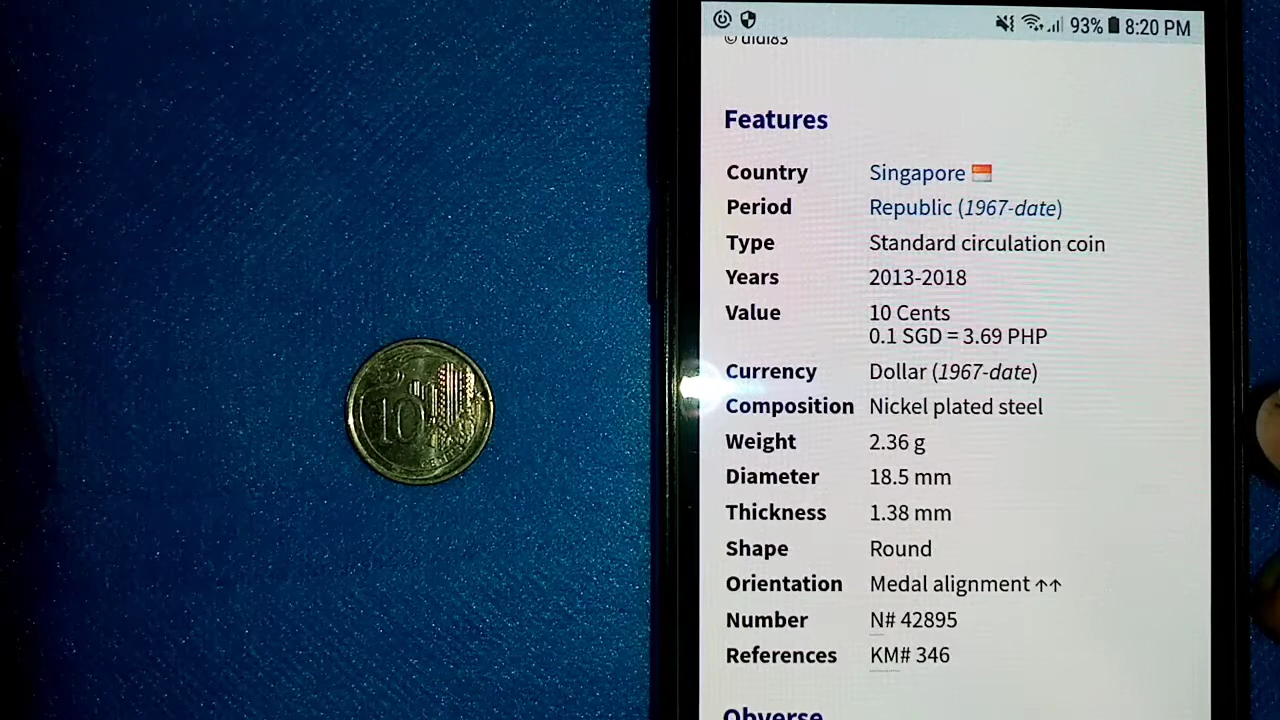 93% 8:20 PM
© didi83
Features
Country Singapore
Period Republic (1967-date)
Type Standard circulation coin
Years 2013-2018
Value 10 Cents
0.1 SGD = 3.69 PHP
Currency Dollar (1967-date)
Composition Nickel plated steel
Weight 2.36 g
Diameter 18.5 mm
Thickness 1.38 mm
Shape Round
Orientation Medal alignment ↑↑
Number N# 42895
References KM# 346
Obverse
10
CENTS